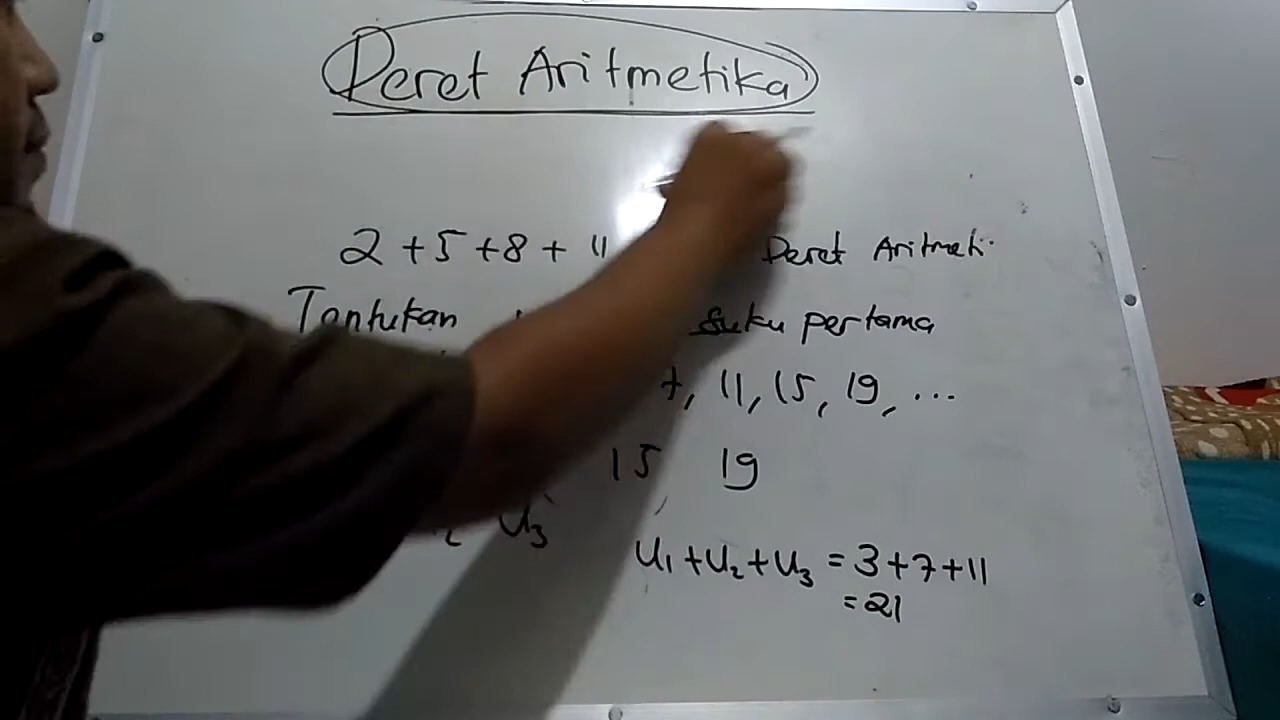 Deret Aritmetika
2 + 5 + 8 + 11 Deret Aritmeti
Tentukan suku pertama
7, 11, 15, 19, ...
15 19
U3
U1 + U2 + U3 = 3 + 7 + 11
= 21